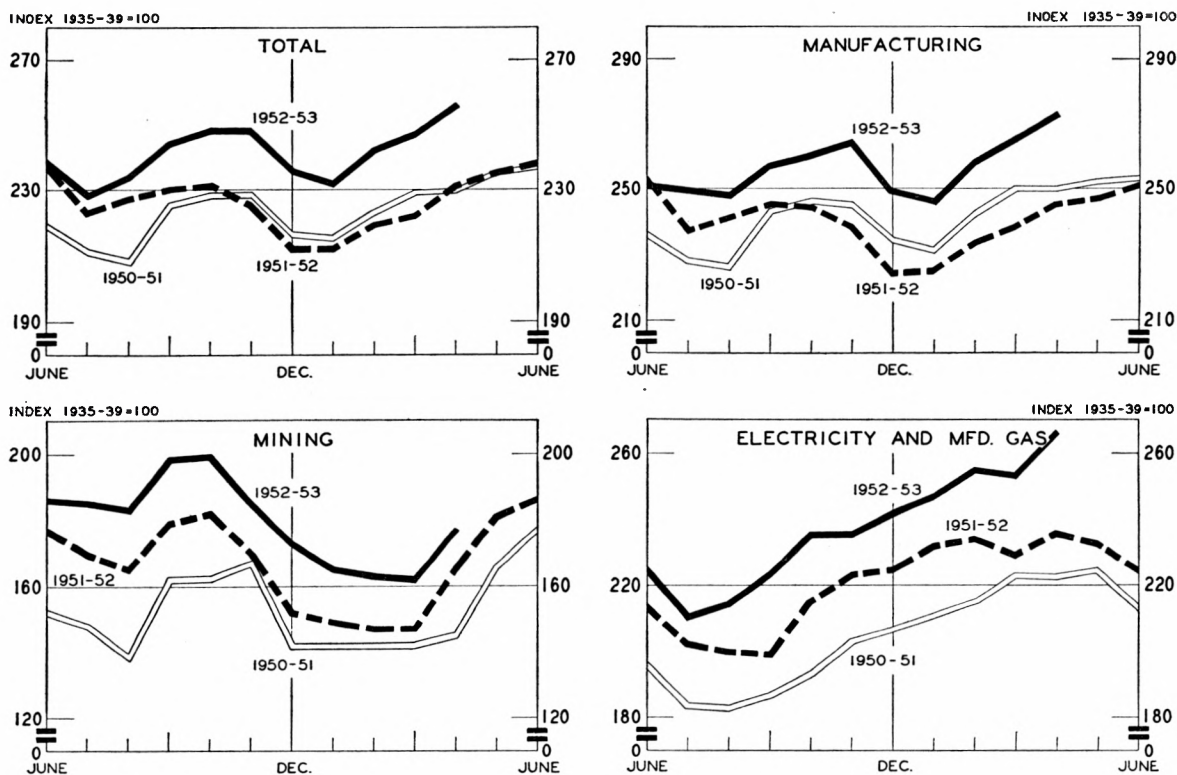 INDEX 1935-39=100
TOTAL
270
270
1952-53
230
230
1951-52
1950-51
190
190
0
0
JUNE
DEC.
JUNE
INDEX 1935-39=100
MANUFACTURING
290
290
1952-53
250
250
1950-51
1951-52
210
210
0
0
JUNE
DEC.
JUNE
INDEX 1935-39=100
MINING
200
200
1952-53
1951-52
160
160
1950-51
120
120
0
0
JUNE
DEC.
JUNE
INDEX 1935-39=100
ELECTRICITY AND MFD. GAS
260
260
1952-53
1951-52
220
220
1950-51
180
180
0
0
JUNE
DEC.
JUNE